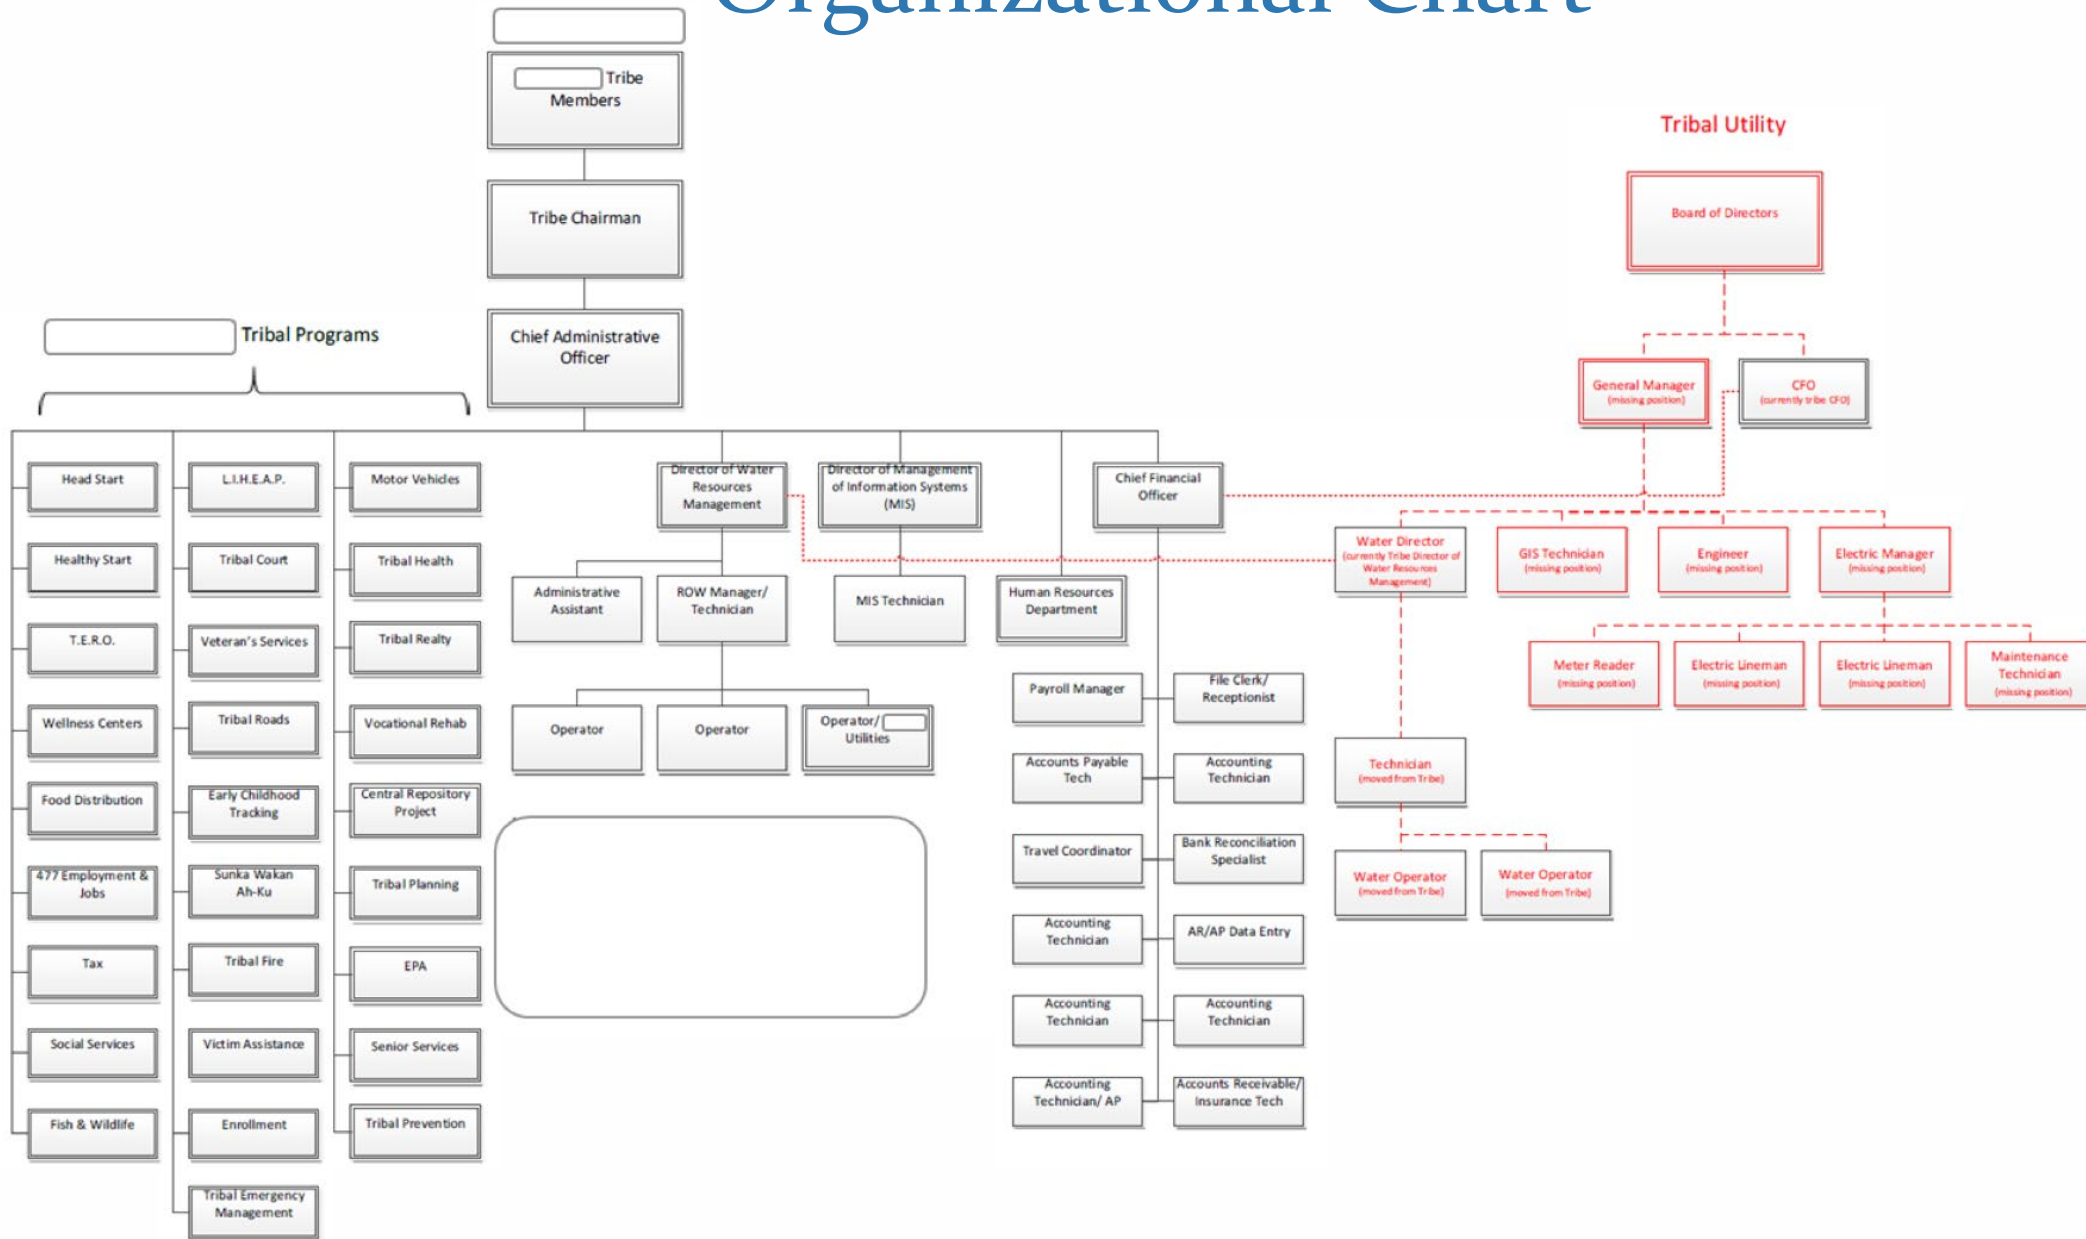 Organizational Chart
Tribe
Members
Tribe Chairman
Chief Administrative
Officer
Tribal Programs
Head Start
Healthy Start
T.E.R.O.
Wellness Centers
Food Distribution
477 Employment &
Jobs
Tax
Social Services
Fish & Wildlife
L.I.H.E.A.P.
Tribal Court
Veteran's Services
Tribal Roads
Early Childhood
Tracking
Sunka Wakan
Ah-Ku
Tribal Fire
Victim Assistance
Enrollment
Tribal Emergency
Management
Motor Vehicles
Tribal Health
Tribal Realty
Vocational Rehab
Central Repository
Project
Tribal Planning
EPA
Senior Services
Tribal Prevention
Director of Water
Resources
Management
Administrative
Assistant
ROW Manager/
Technician
Operator
Operator
Operator/
Utilities
Director of Management
of Information Systems
(MIS)
MIS Technician
Human Resources
Department
Chief Financial
Officer
Payroll Manager
File Clerk/
Receptionist
Accounts Payable
Tech
Accounting
Technician
Travel Coordinator
Bank Reconciliation
Specialist
Accounting
Technician
AR/AP Data Entry
Accounting
Technician
Accounting
Technician
Accounting
Technician/ AP
Accounts Receivable/
Insurance Tech
Tribal Utility
Board of Directors
General Manager
(missing position)
CFO
(currently tribe CFO)
Water Director
(currently Tribe Director of
Water Resources
Management)
GIS Technician
(missing position)
Engineer
(missing position)
Electric Manager
(missing position)
Meter Reader
(missing position)
Electric Lineman
(missing position)
Electric Lineman
(missing position)
Maintenance
Technician
(missing position)
Technician
(moved from Tribe)
Water Operator
(moved from Tribe)
Water Operator
(moved from Tribe)